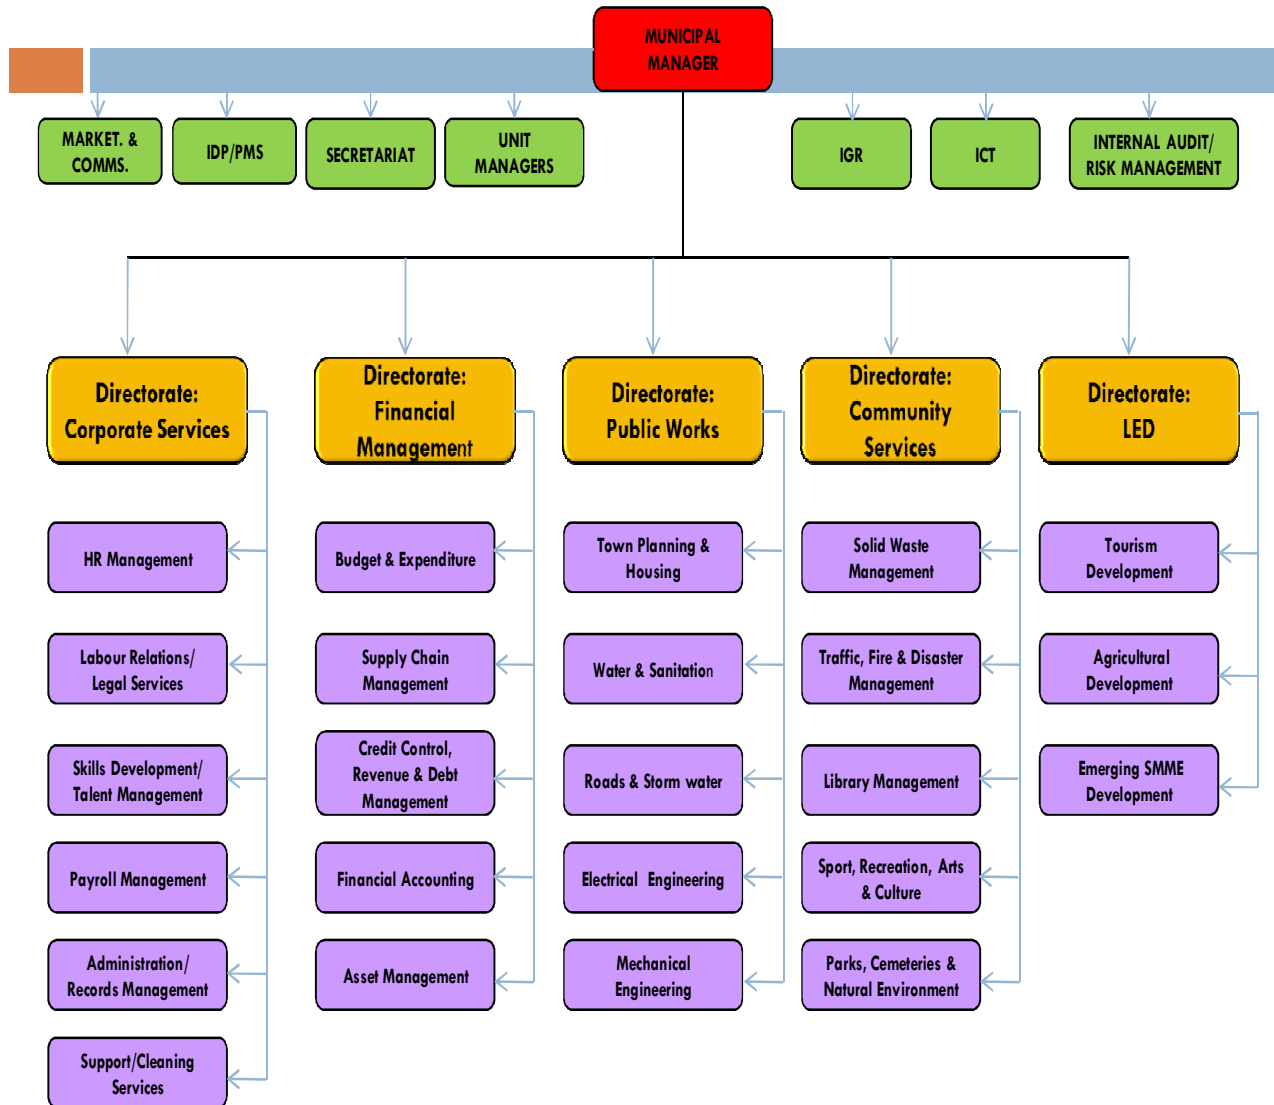 MUNICIPAL
MANAGER
MARKET. &
COMMS.
IDP/PMS
SECRETARIAT
UNIT
MANAGERS
IGR
ICT
INTERNAL AUDIT/
RISK MANAGEMENT
Directorate:
Corporate Services
Directorate:
Financial
Management
Directorate:
Public Works
Directorate:
Community
Services
Directorate:
LED
HR Management
Budget & Expenditure
Town Planning &
Housing
Solid Waste
Management
Tourism
Development
Labour Relations/
Legal Services
Supply Chain
Management
Water & Sanitation
Traffic, Fire & Disaster
Management
Agricultural
Development
Skills Development/
Talent Management
Credit Control,
Revenue & Debt
Management
Roads & Storm water
Library Management
Emerging SMME
Development
Payroll Management
Financial Accounting
Electrical Engineering
Sport, Recreation, Arts
& Culture
Administration/
Records Management
Asset Management
Mechanical
Engineering
Parks, Cemeteries &
Natural Environment
Support/Cleaning
Services